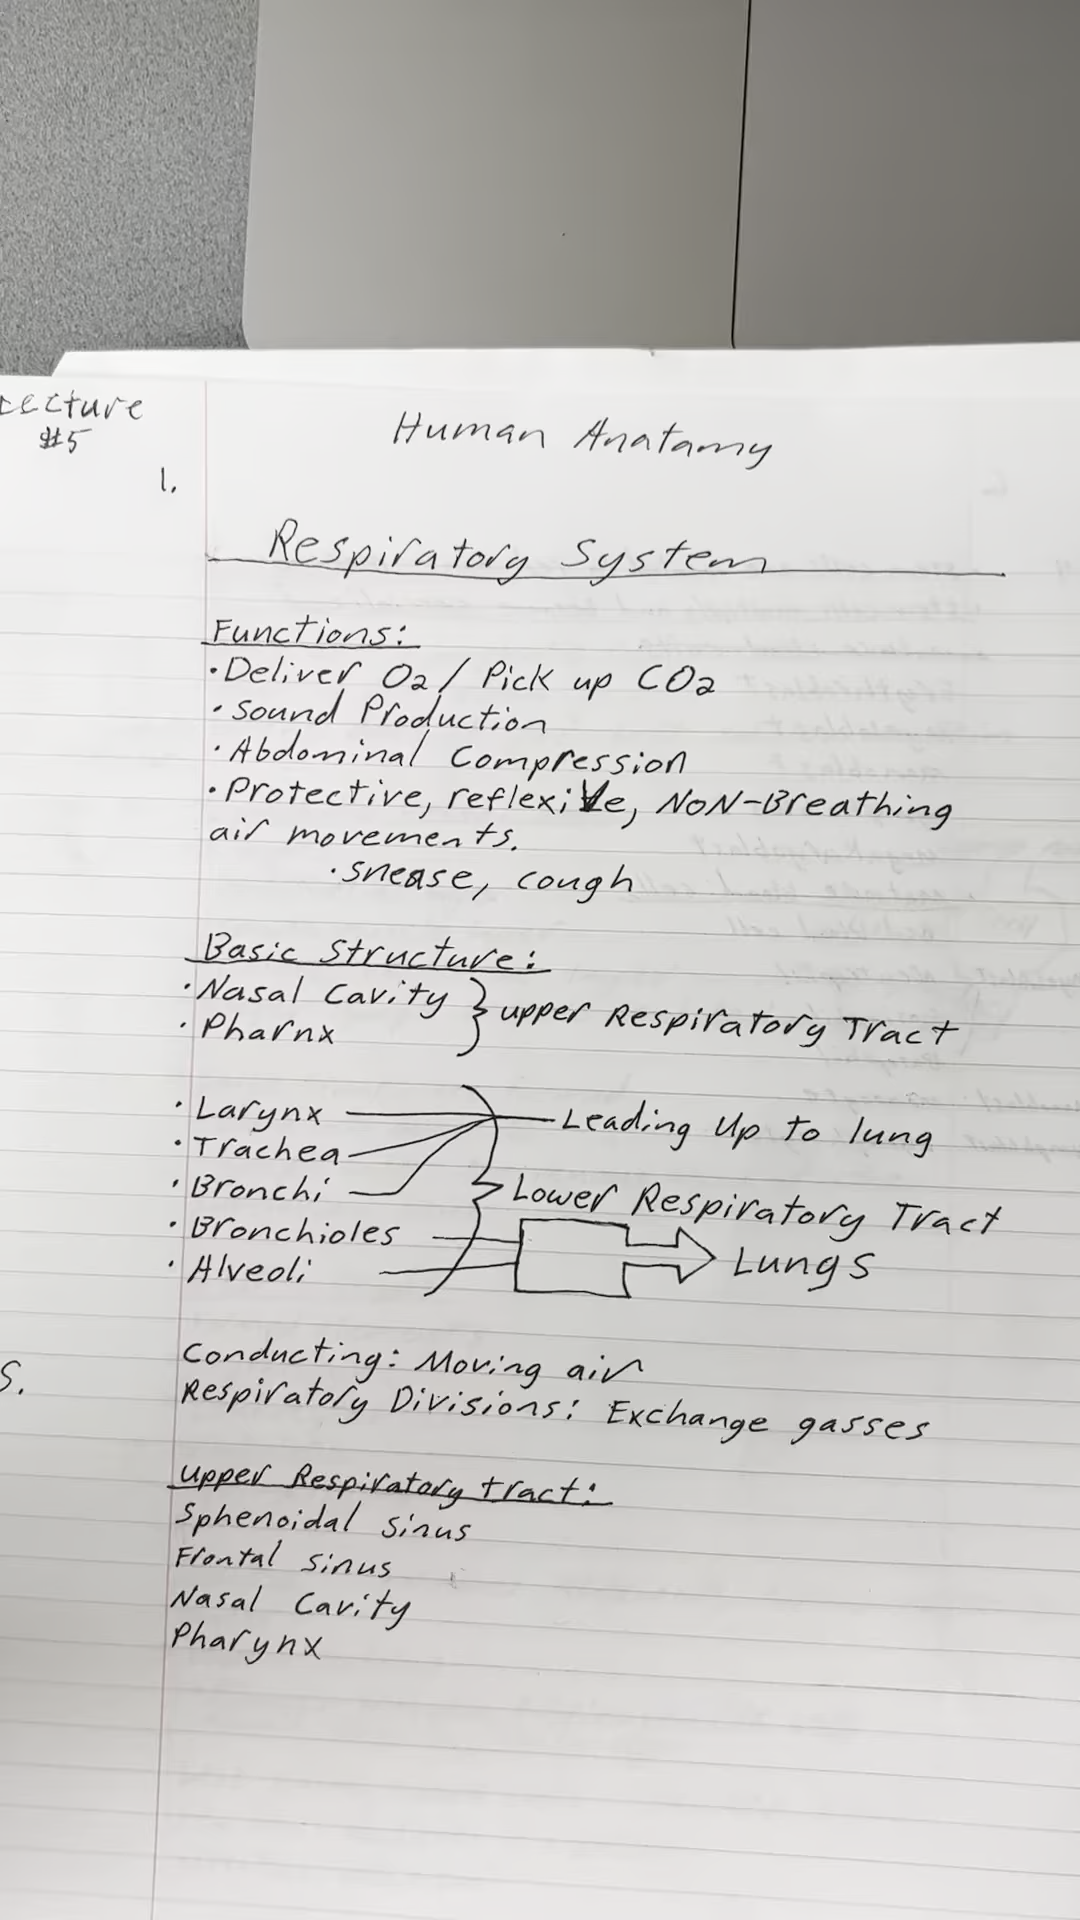 Lecture
#5
Human Anatamy
1.
Respiratory System
Functions:
·Deliver O2 / Pick up CO2
·Sound Production
·Abdominal Compression
·Protective, reflexive, NoN-Breathing
air movements.
·snease, cough
Basic Structure:
·Nasal Cavity
·Pharnx
upper Respiratory Tract
·Larynx
Leading Up to lung
·Trachea
·Bronchi
Lower Respiratory Tract
·Bronchioles
·Alveoli
Lungs
Conducting: Moving air
S.
Respiratory Divisions: Exchange gasses
upper Respiratory tract:
Sphenoidal sinus
Frontal sinus
Nasal Cavity
Pharynx